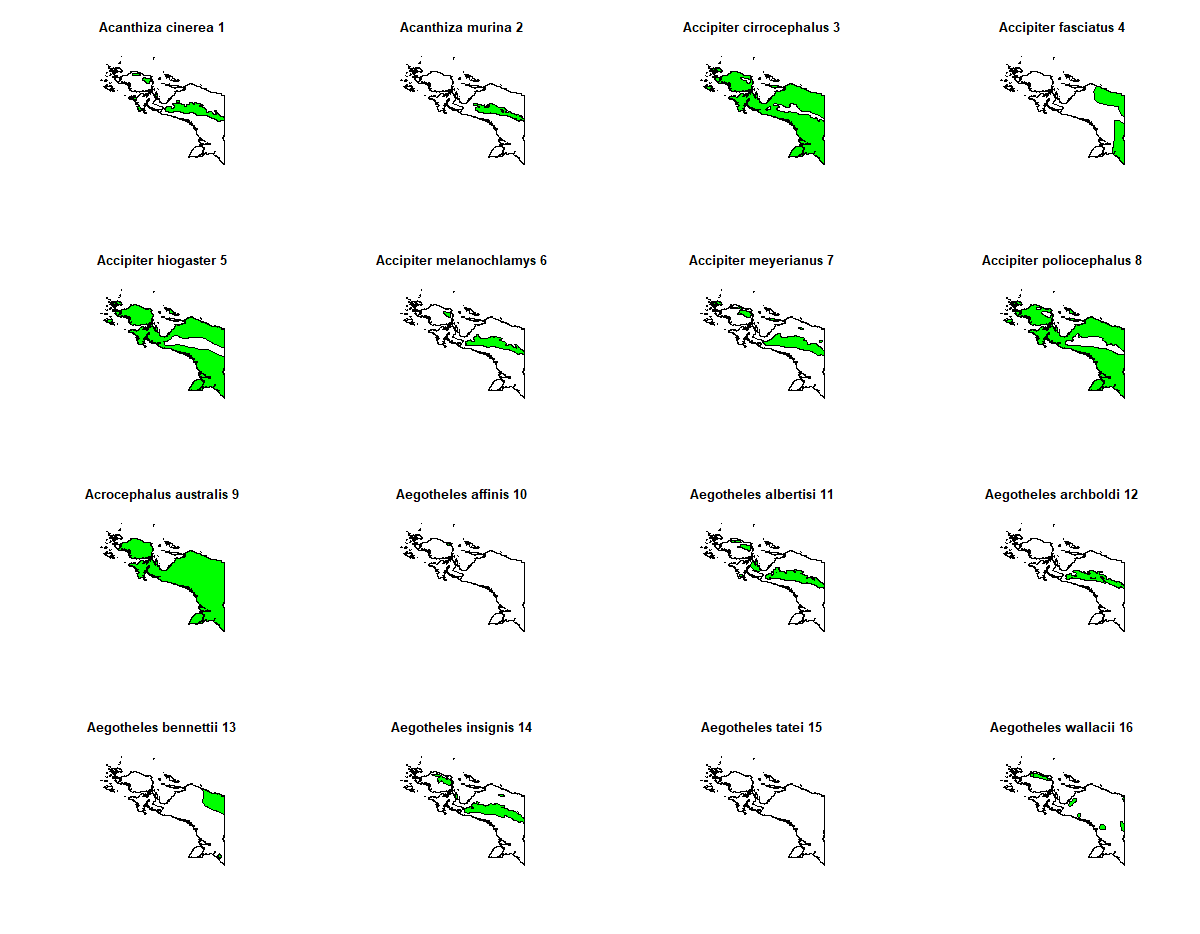 Acanthiza cinerea 1
Acanthiza murina 2
Accipiter cirrocephalus 3
Accipiter fasciatus 4
Accipiter hiogaster 5
Accipiter melanochlamys 6
Accipiter meyerianus 7
Accipiter poliocephalus 8
Acrocephalus australis 9
Aegotheles affinis 10
Aegotheles albertisi 11
Aegotheles archboldi 12
Aegotheles bennettii 13
Aegotheles insignis 14
Aegotheles tatei 15
Aegotheles wallacii 16